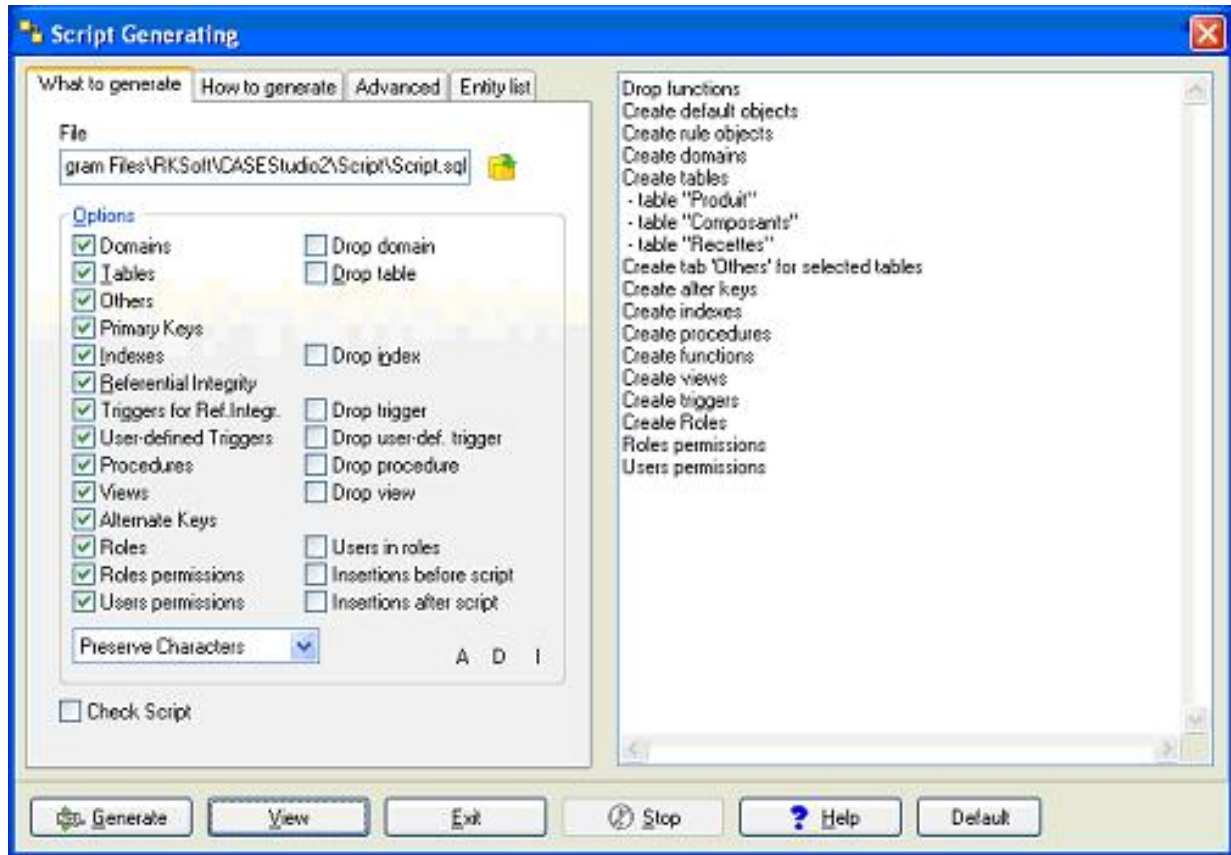 Script Generating
What to generate How to generate Advanced Entity list
File
gram Files\RKSoft\CASEStudio2\Script\Script.sql
Options
Domains Drop domain
Tables Drop table
Others
Primary Keys
Indexes Drop index
Referential Integrity
Triggers for Ref.Integr. Drop trigger
User-defined Triggers Drop user-def. trigger
Procedures Drop procedure
Views Drop view
Alternate Keys
Roles Users in roles
Roles permissions Insertions before script
Users permissions Insertions after script
Preserve Characters A D I
Check Script
Drop functions
Create default objects
Create rule objects
Create domains
Create tables
- table "Produit"
- table "Composants"
- table "Recettes"
Create tab 'Others' for selected tables
Create alter keys
Create indexes
Create procedures
Create functions
Create views
Create triggers
Create Roles
Roles permissions
Users permissions
Generate View Exit Stop Help Default